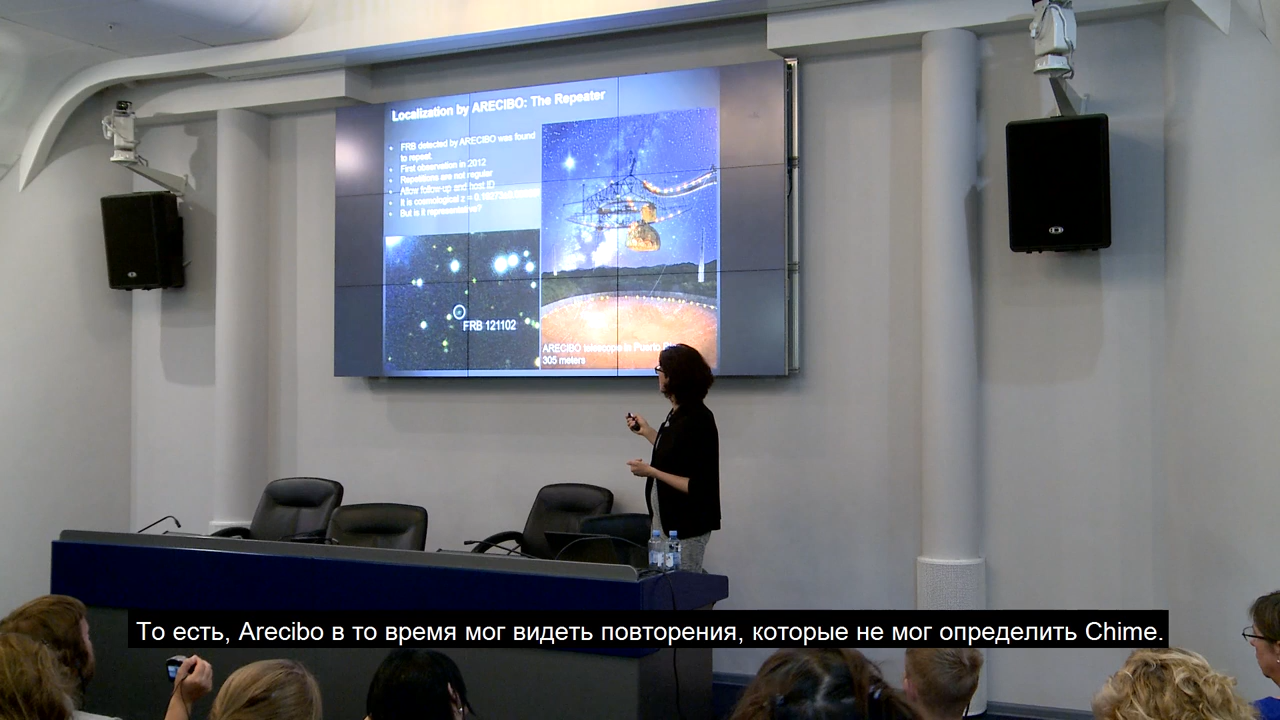 Localization by ARECIBO: The Repeater
FRB detected by ARECIBO was found
to repeat.
First observation in 2012
Repetitions are not regular
Allow follow-up and host ID
It is cosmological z =
But is it representative?
FRB 121102
ARECIBO telescope in Puerto
305 meters
То есть, Arecibo в то время мог видеть повторения, которые не мог определить Chime.